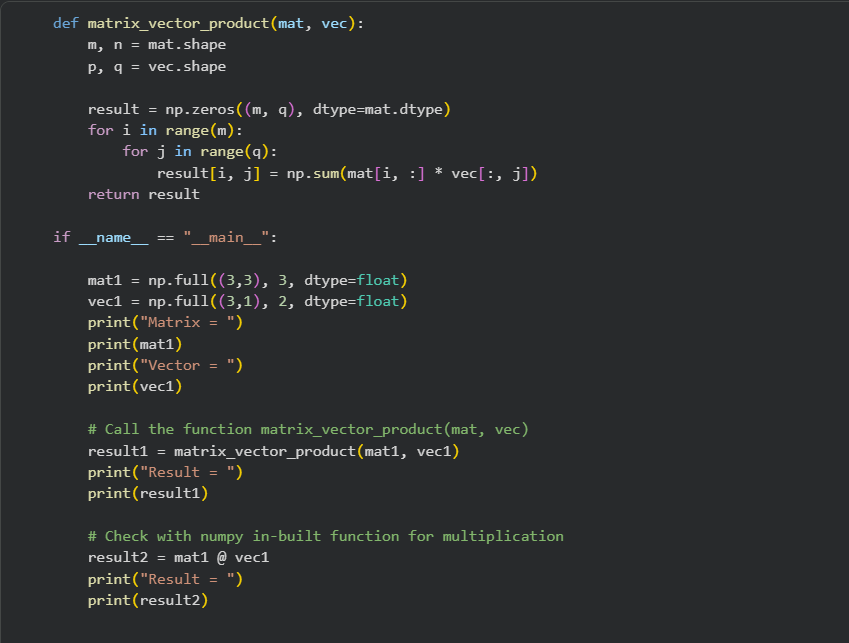 def matrix_vector_product(mat, vec):
    m, n = mat.shape
    p, q = vec.shape

    result = np.zeros((m, q), dtype=mat.dtype)
    for i in range(m):
        for j in range(q):
            result[i, j] = np.sum(mat[i, :] * vec[:, j])
    return result

if __name__ == "__main__":

    mat1 = np.full((3,3), 3, dtype=float)
    vec1 = np.full((3,1), 2, dtype=float)
    print("Matrix = ")
    print(mat1)
    print("Vector = ")
    print(vec1)

    # Call the function matrix_vector_product(mat, vec)
    result1 = matrix_vector_product(mat1, vec1)
    print("Result = ")
    print(result1)

    # Check with numpy in-built function for multiplication
    result2 = mat1 @ vec1
    print("Result = ")
    print(result2)